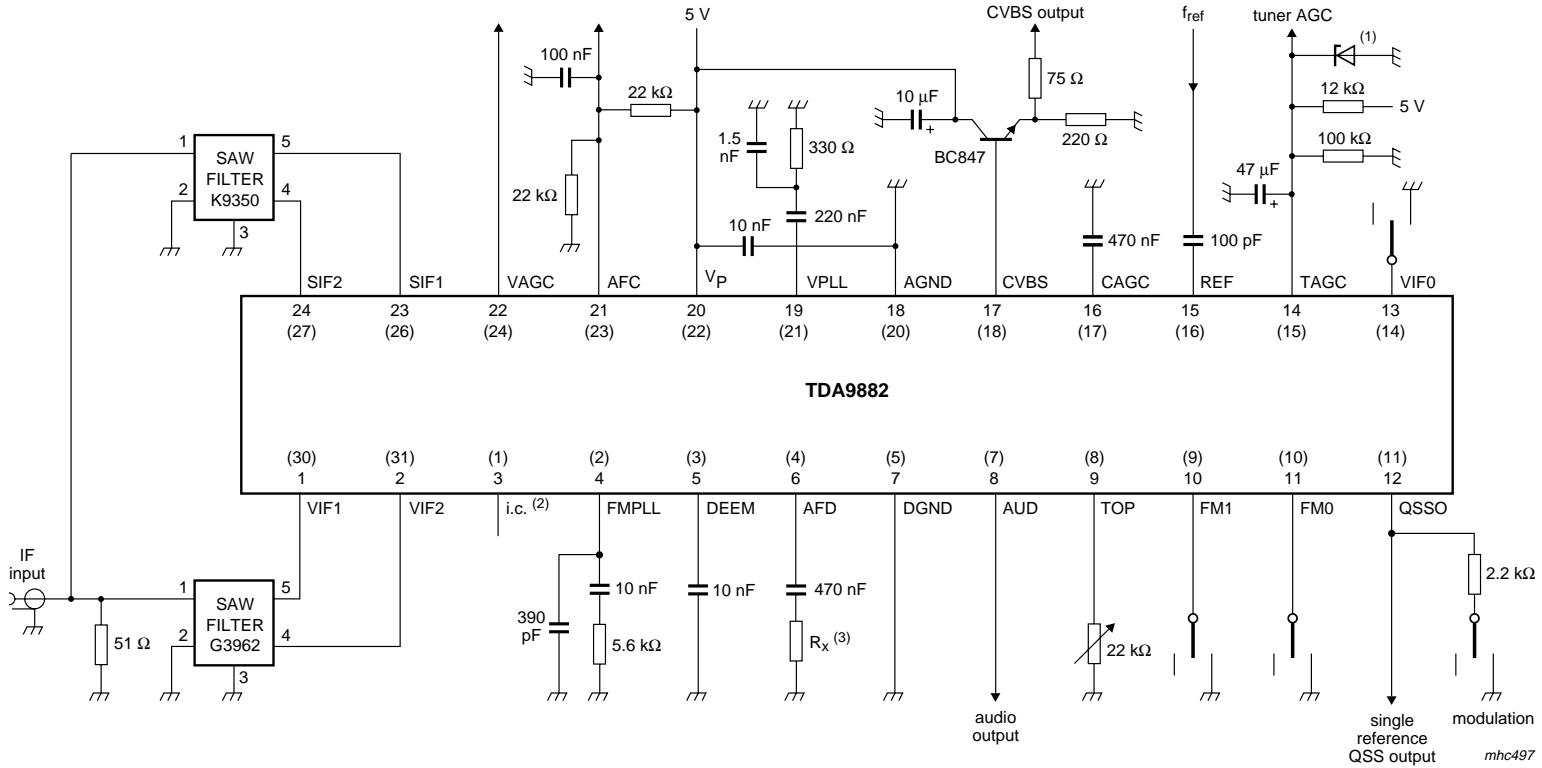 5 V
CVBS output
fref
tuner AGC
(1)
100 nF
75 Ω
12 kΩ
5 V
22 kΩ
10 μF
+
1.5
nF
330 Ω
BC847
220 Ω
100 kΩ
47 μF
+
1
SAW
FILTER
K9350
5
2
4
3
22 kΩ
220 nF
10 nF
470 nF
100 pF
SIF2
SIF1
VAGC
AFC
VP
VPLL
AGND
CVBS
CAGC
REF
TAGC
VIF0
24
23
22
21
20
19
18
17
16
15
14
13
(27)
(26)
(24)
(23)
(22)
(21)
(20)
(18)
(17)
(16)
(15)
(14)
TDA9882
(30)
(31)
(1)
(2)
(3)
(4)
(5)
(7)
(8)
(9)
(10)
(11)
1
2
3
4
5
6
7
8
9
10
11
12
VIF1
VIF2
i.c. (2)
FMPLL
DEEM
AFD
DGND
AUD
TOP
FM1
FM0
QSSO
IF
input
51 Ω
1
SAW
FILTER
G3962
5
2
4
3
390
pF
10 nF
5.6 kΩ
10 nF
470 nF
Rx (3)
22 kΩ
2.2 kΩ
audio
output
single
reference
QSS output
modulation
mhc497